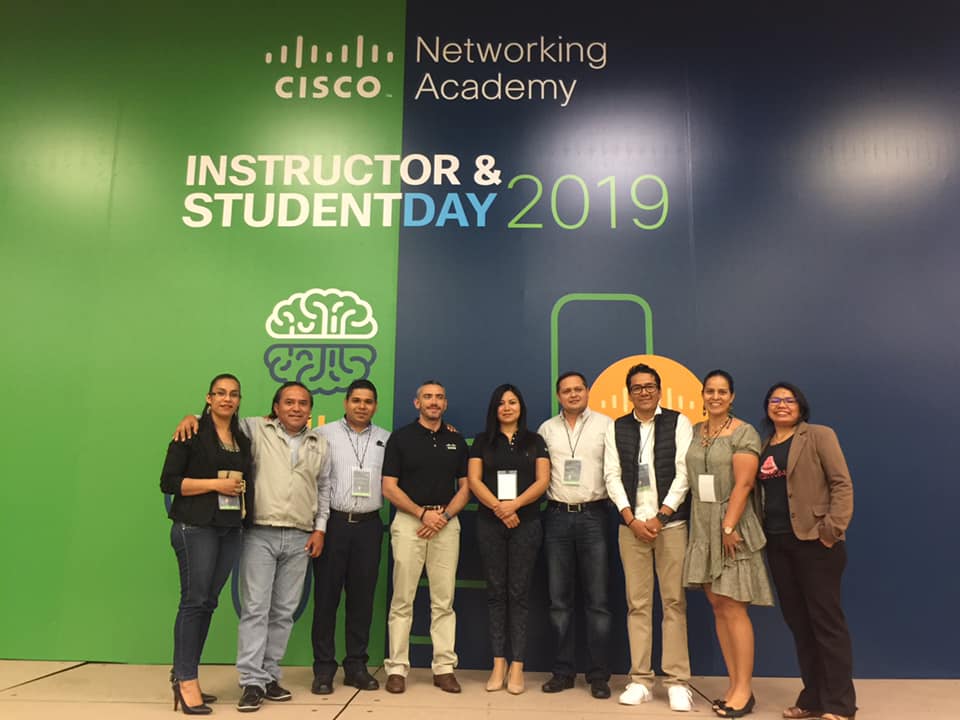 CISCO
Networking
Academy
INSTRUCTOR &
STUDENTDAY 2019